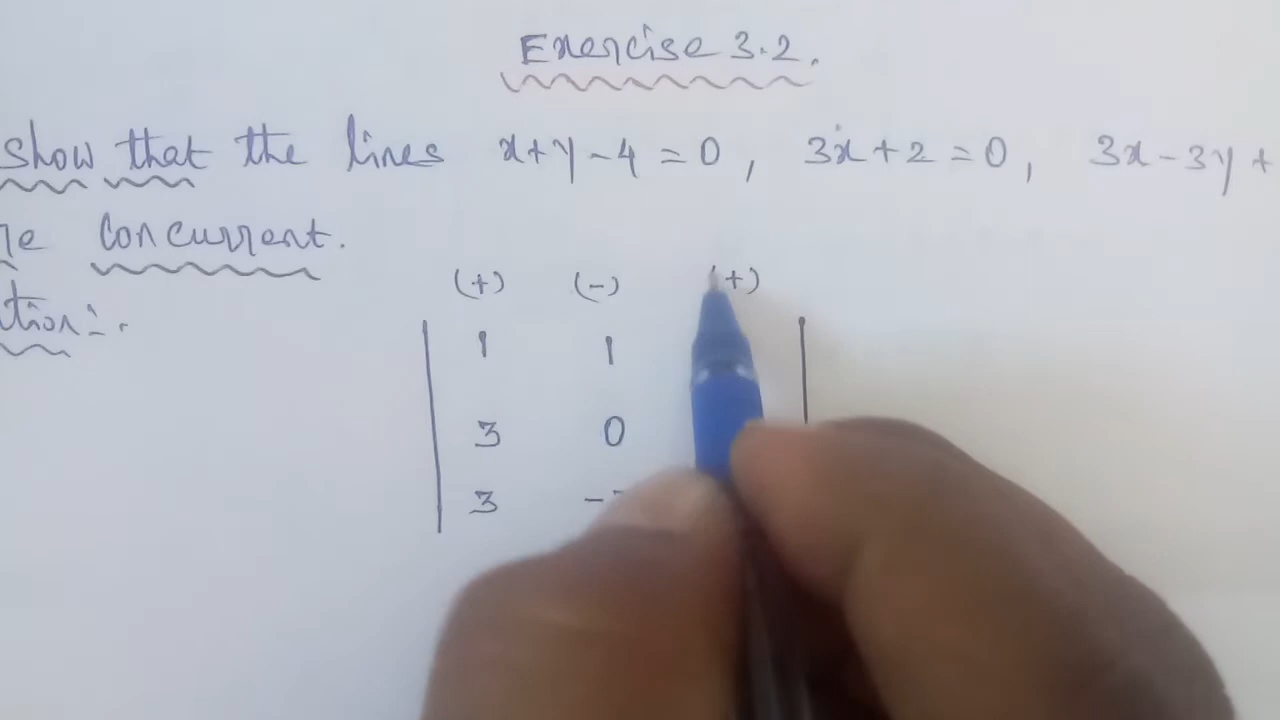 Exercise 3.2.
show that the lines x+y-4=0, 3x+2=0, 3x-3y+
re concurrent.
tion:-
(+) (-) (+)
1 1
3 0
3